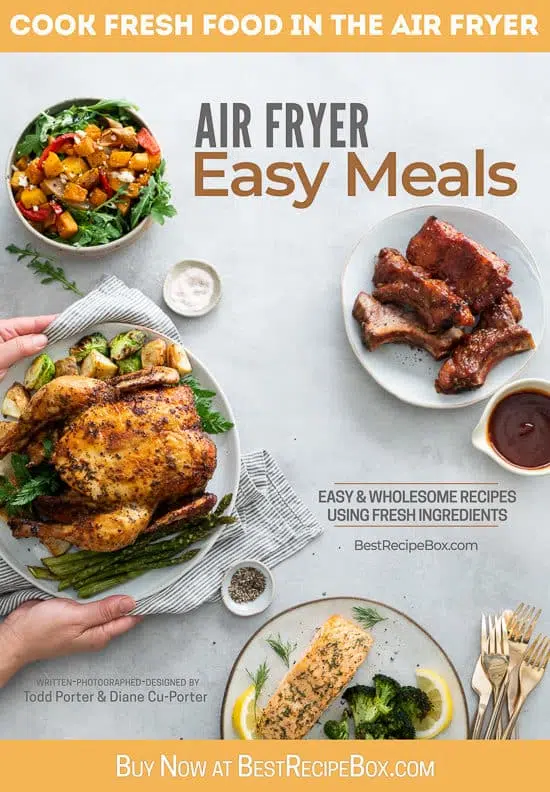 COOK FRESH FOOD IN THE AIR FRYER
AIR FRYER
Easy Meals
EASY & WHOLESOME RECIPES
USING FRESH INGREDIENTS
BestRecipeBox.com
WRITTEN-PHOTOGRAPHED-DESIGNED BY
Todd Porter & Diane Cu-Porter
BUY NOW AT BESTRECIPEBOX.COM